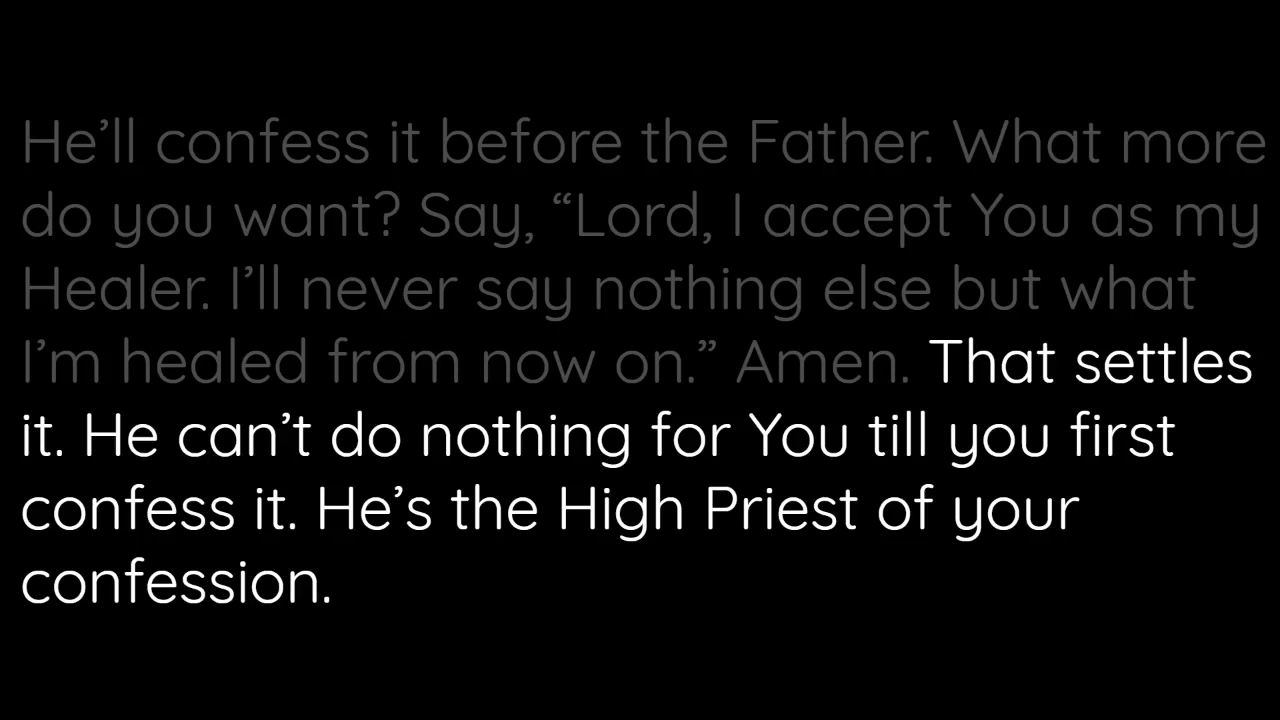 He’ll confess it before the Father. What more
do you want? Say, “Lord, I accept You as my
Healer. I’ll never say nothing else but what
I’m healed from now on.” Amen. That settles
it. He can’t do nothing for You till you first
confess it. He’s the High Priest of your
confession.